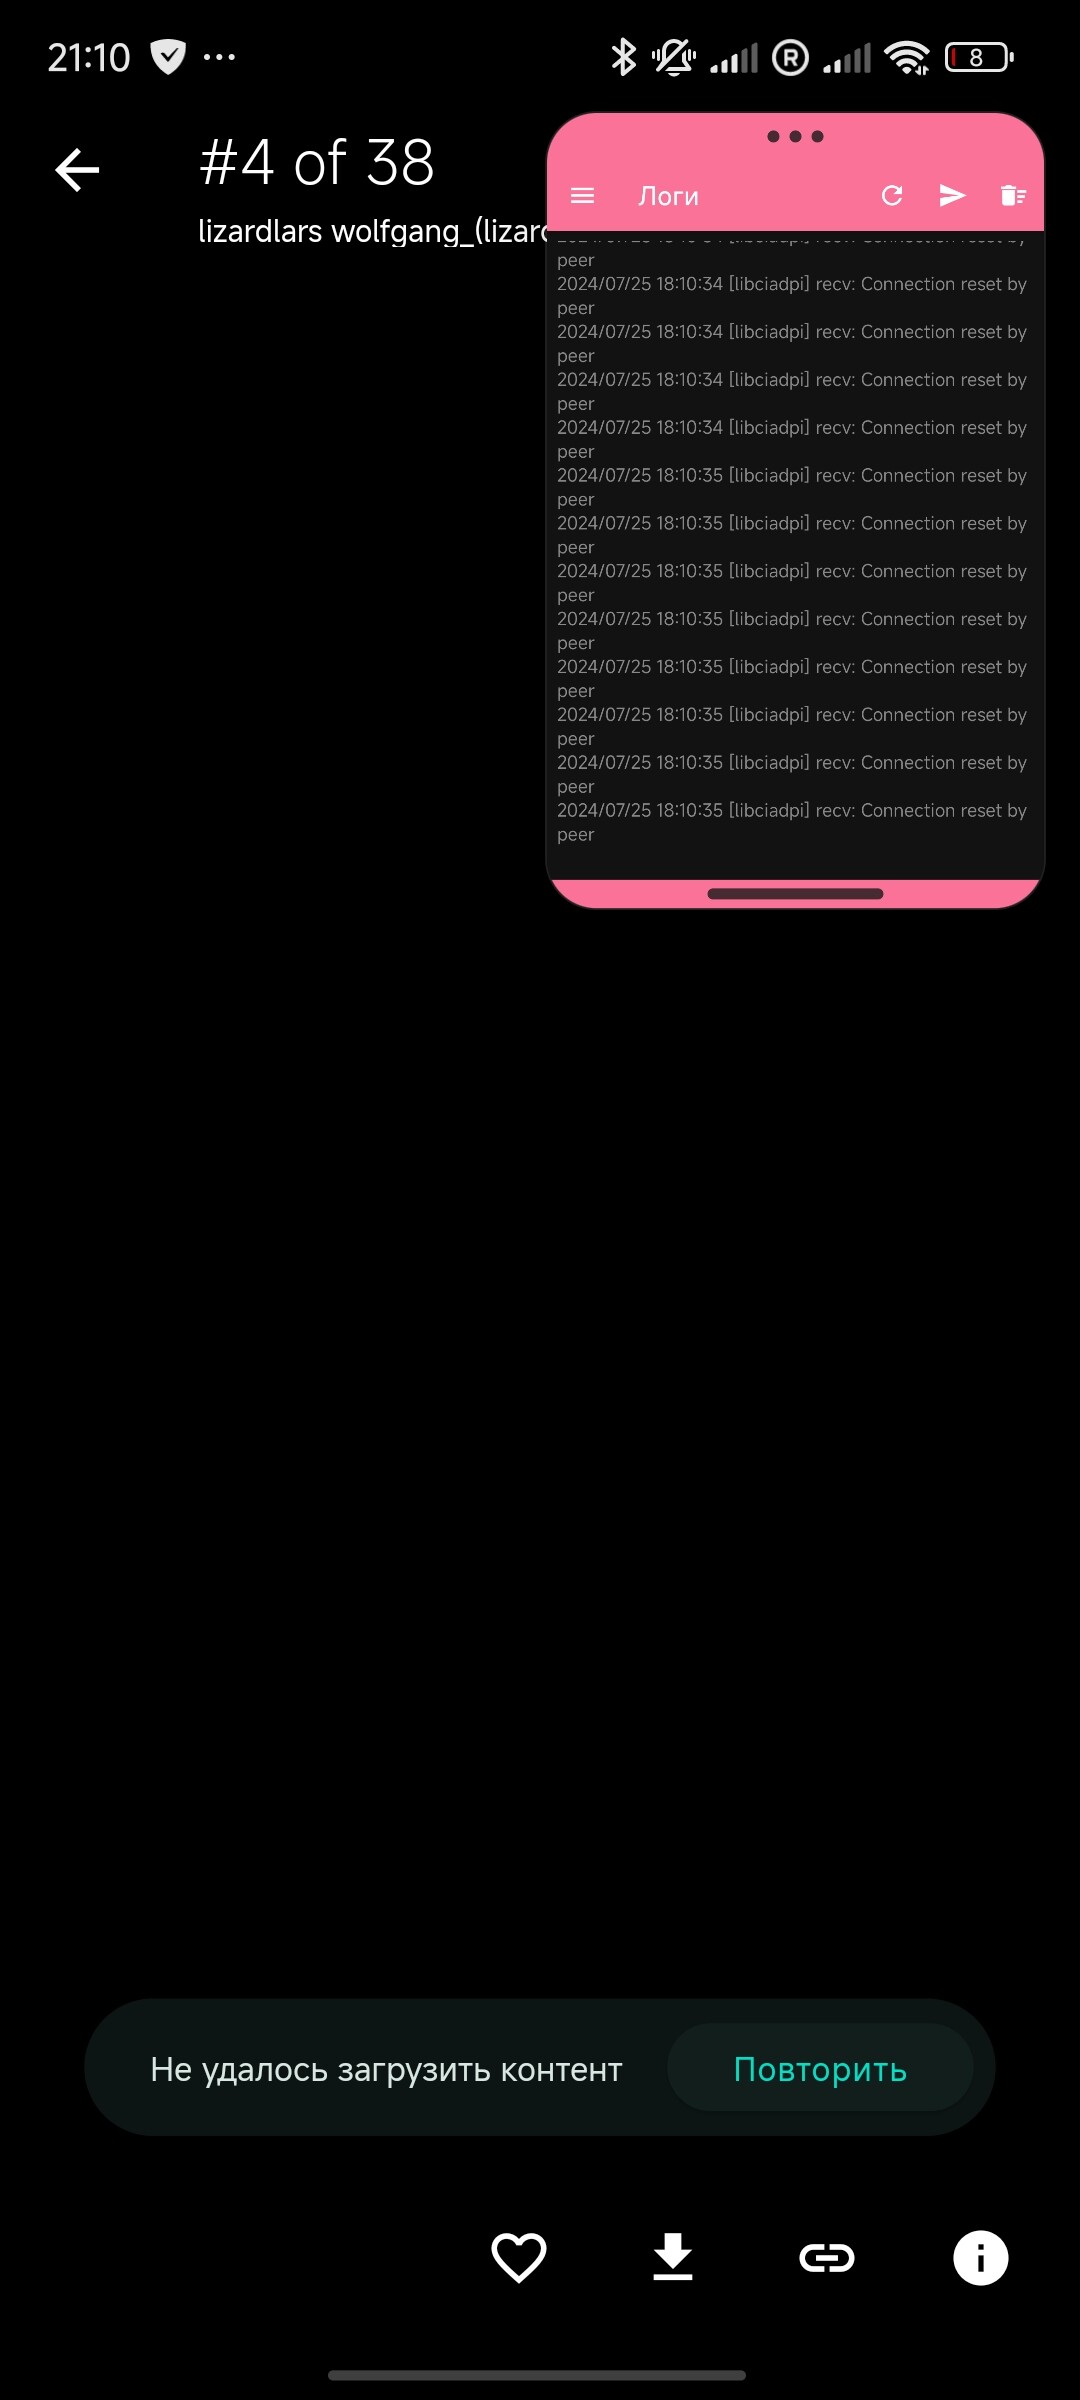 21:10
8
#4 of 38
lizardlars wolfgang_(lizard
Логи
peer
2024/07/25 18:10:34 [libciadpi] recv: Connection reset by
peer
2024/07/25 18:10:34 [libciadpi] recv: Connection reset by
peer
2024/07/25 18:10:34 [libciadpi] recv: Connection reset by
peer
2024/07/25 18:10:34 [libciadpi] recv: Connection reset by
peer
2024/07/25 18:10:35 [libciadpi] recv: Connection reset by
peer
2024/07/25 18:10:35 [libciadpi] recv: Connection reset by
peer
2024/07/25 18:10:35 [libciadpi] recv: Connection reset by
peer
2024/07/25 18:10:35 [libciadpi] recv: Connection reset by
peer
2024/07/25 18:10:35 [libciadpi] recv: Connection reset by
peer
2024/07/25 18:10:35 [libciadpi] recv: Connection reset by
peer
2024/07/25 18:10:35 [libciadpi] recv: Connection reset by
peer
2024/07/25 18:10:35 [libciadpi] recv: Connection reset by
peer
Не удалось загрузить контент
Повторить